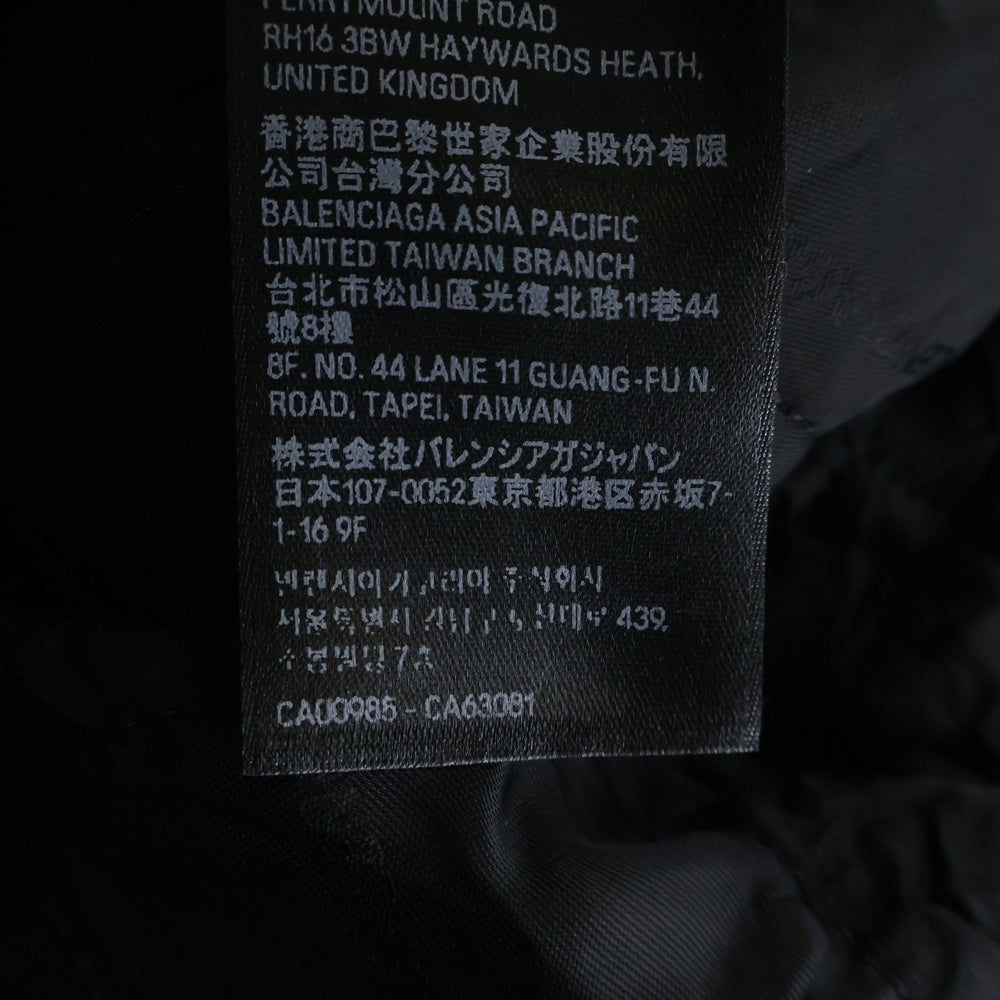 PERRYMOUNT ROAD
RH16 3BW HAYWARDS HEATH,
UNITED KINGDOM
香港商巴黎世家企業股份有限
公司台灣分公司
BALENCIAGA ASIA PACIFIC
LIMITED TAIWAN BRANCH
台北市松山區光復北路11巷44
號8樓
8F. NO. 44 LANE 11 GUANG-FU N.
ROAD, TAPEI, TAIWAN
株式会社バレンシアガジャパン
日本107-0052東京都港区赤坂7-
1-16 9F
439,
CA00985 - CA63081